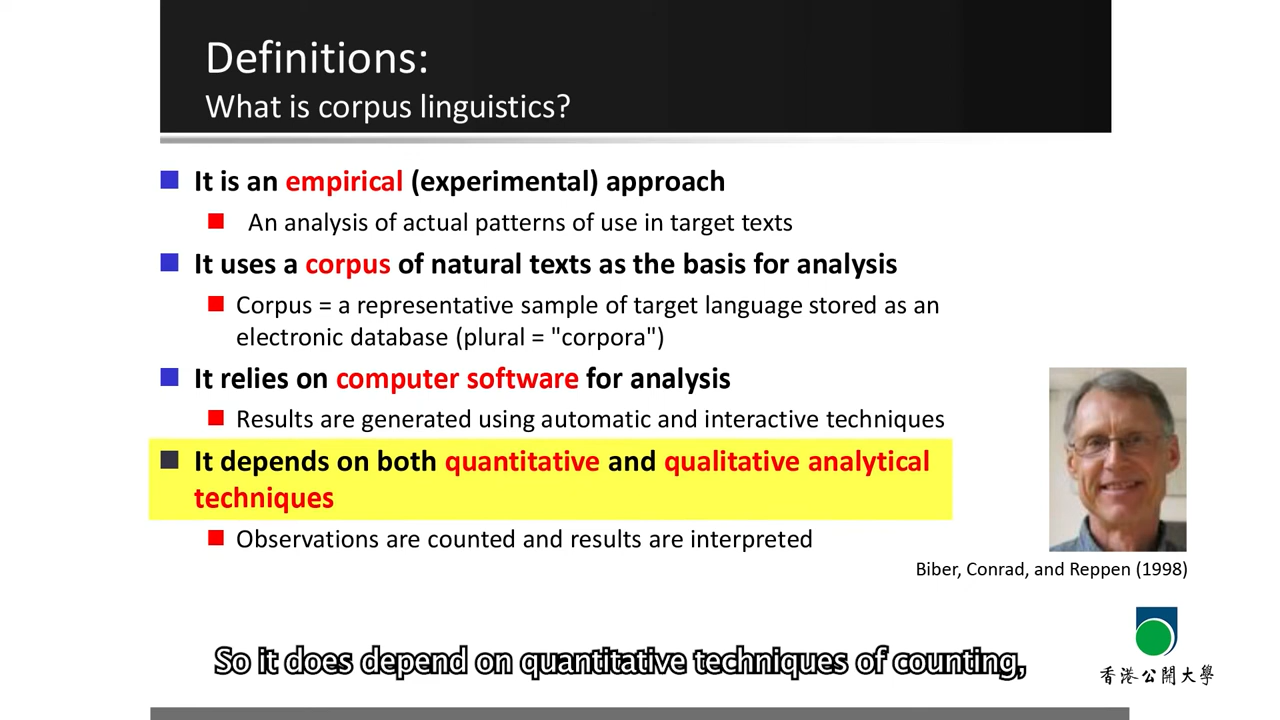 Definitions:
What is corpus linguistics?
It is an empirical (experimental) approach
An analysis of actual patterns of use in target texts
It uses a corpus of natural texts as the basis for analysis
Corpus = a representative sample of target language stored as an
electronic database (plural = "corpora")
It relies on computer software for analysis
Results are generated using automatic and interactive techniques
It depends on both quantitative and qualitative analytical
techniques
Observations are counted and results are interpreted
Biber, Conrad, and Reppen (1998)
So it does depend on quantitative techniques of counting,
香港公開大學